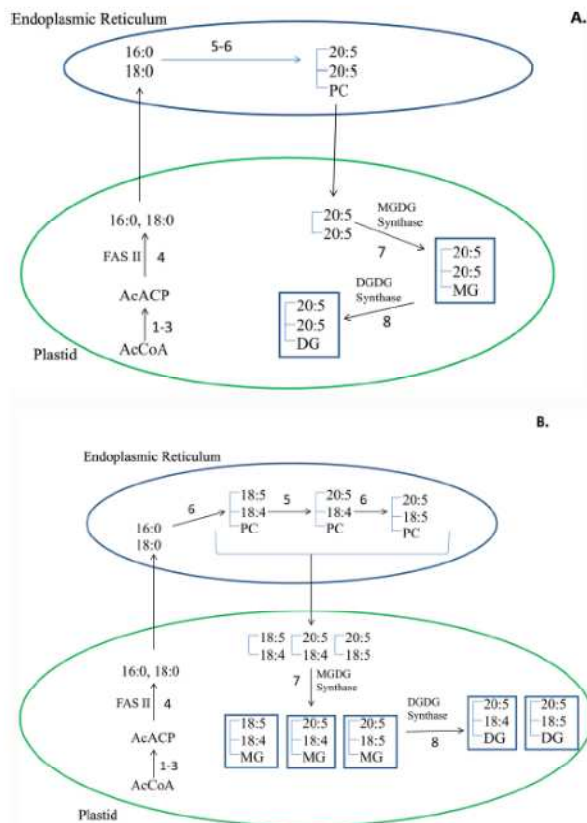 Endoplasmic Reticulum
A.
16:0
18:0
5-6
20:5
20:5
PC
16:0, 18:0
FAS II
4
AcACP
1-3
AcCoA
Plastid
20:5
20:5
MGDG
Synthase
7
20:5
20:5
MG
DGDG
Synthase
8
20:5
20:5
DG
B.
Endoplasmic Reticulum
16:0
18:0
6
18:5
18:4
PC
5
20:5
18:4
PC
6
20:5
18:5
PC
18:5
18:4
20:5
18:4
20:5
18:5
16:0, 18:0
FAS II
4
AcACP
1-3
AcCoA
Plastid
7
MGDG
Synthase
18:5
18:4
MG
20:5
18:4
MG
20:5
18:5
MG
DGDG
Synthase
8
20:5
18:4
DG
20:5
18:5
DG